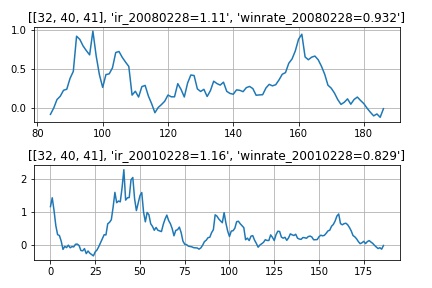 [[32, 40, 41], 'ir_20080228=1.11', 'winrate_20080228=0.932']
1.0
0.5
0.0
80 100 120 140 160 180
[[32, 40, 41], 'ir_20010228=1.16', 'winrate_20010228=0.829']
2
1
0
0 25 50 75 100 125 150 175